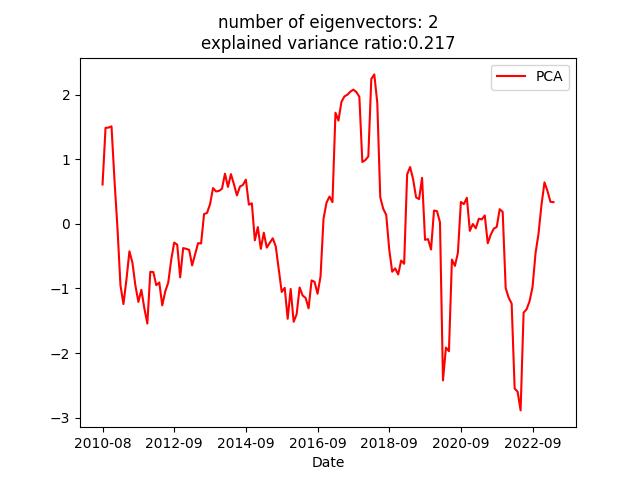 number of eigenvectors: 2
explained variance ratio:0.217
PCA
2
1
0
−1
−2
−3
2010-08 2012-09 2014-09 2016-09 2018-09 2020-09 2022-09
Date